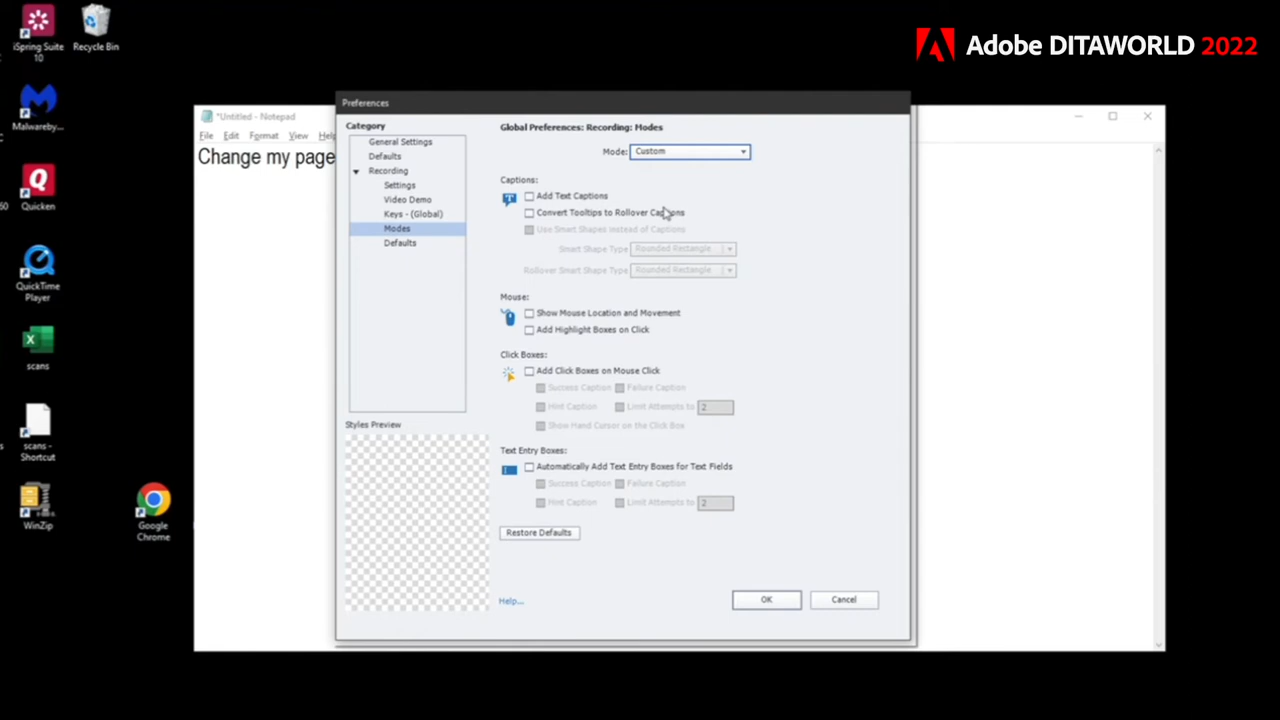 iSpring Suite
10
Recycle Bin
Adobe DITAWORLD 2022
Malwareby...
Quicken
60
QuickTime
Player
scans
scans -
Shortcut
WinZip
Google
Chrome
*Untitled - Notepad
File Edit Format View Help
Change my page
Preferences
Category
General Settings
Defaults
Recording
Settings
Video Demo
Keys - (Global)
Modes
Defaults
Styles Preview
Global Preferences: Recording: Modes
Mode: Custom
Captions:
Add Text Captions
Convert Tooltips to Rollover Captions
Use Smart Shapes instead of Captions
Smart Shape Type Rounded Rectangle
Rollover Smart Shape Type Rounded Rectangle
Mouse:
Show Mouse Location and Movement
Add Highlight Boxes on Click
Click Boxes:
Add Click Boxes on Mouse Click
Success Caption Failure Caption
Hint Caption Limit Attempts to 2
Show Hand Cursor on the Click Box
Text Entry Boxes:
Automatically Add Text Entry Boxes for Text Fields
Success Caption Failure Caption
Hint Caption Limit Attempts to 2
Restore Defaults
Help...
OK Cancel